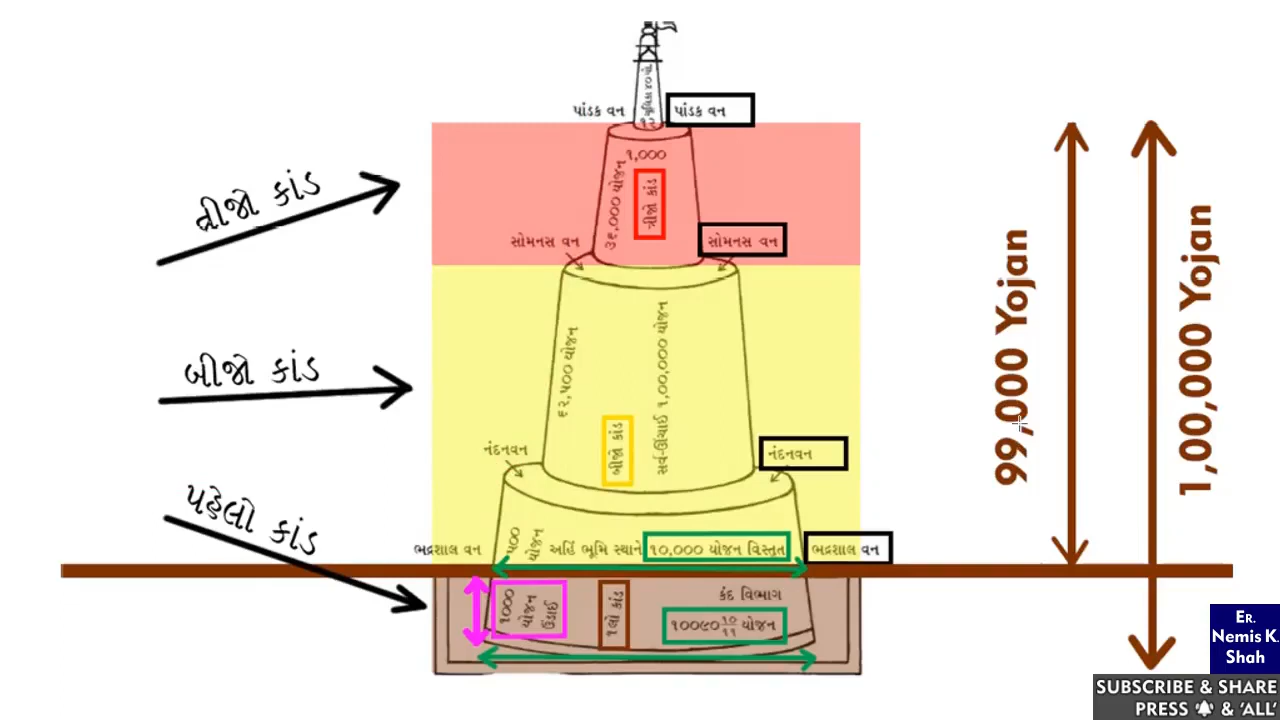 ચૂલિકા ૪૦ યો.
૧૨
પાંડક વન
પાંડક વન
૧,૦૦૦
૩૬,૦૦૦ યોજન
ત્રીજો કાંડ
ત્રીજો કાંડ
સોમનસ વન
સોમનસ વન
૬૨,૫૦૦ યોજન
સર્વ-ઊંચાઈ ૧,૦૦,૦૦૦ યોજન
બીજો કાંડ
બીજો કાંડ
નંદનવન
નંદનવન
પહેલો કાંડ
ભદ્રશાલ વન
૫૦૦
યોજન
અહિં ભૂમિ સ્થાને ૧૦,૦૦૦ યોજન વિસ્તૃત
ભદ્રશાલ વન
૧૦૦૦
યોજન
ઉંડાઈ
૧લો કાંડ
કંદ વિભાગ
૧૦૦૯૦ ૧૦/૧૧ યોજન
99,000 Yojan
1,00,000 Yojan
ER.
Nemis K.
Shah
SUBSCRIBE & SHARE
PRESS & 'ALL'